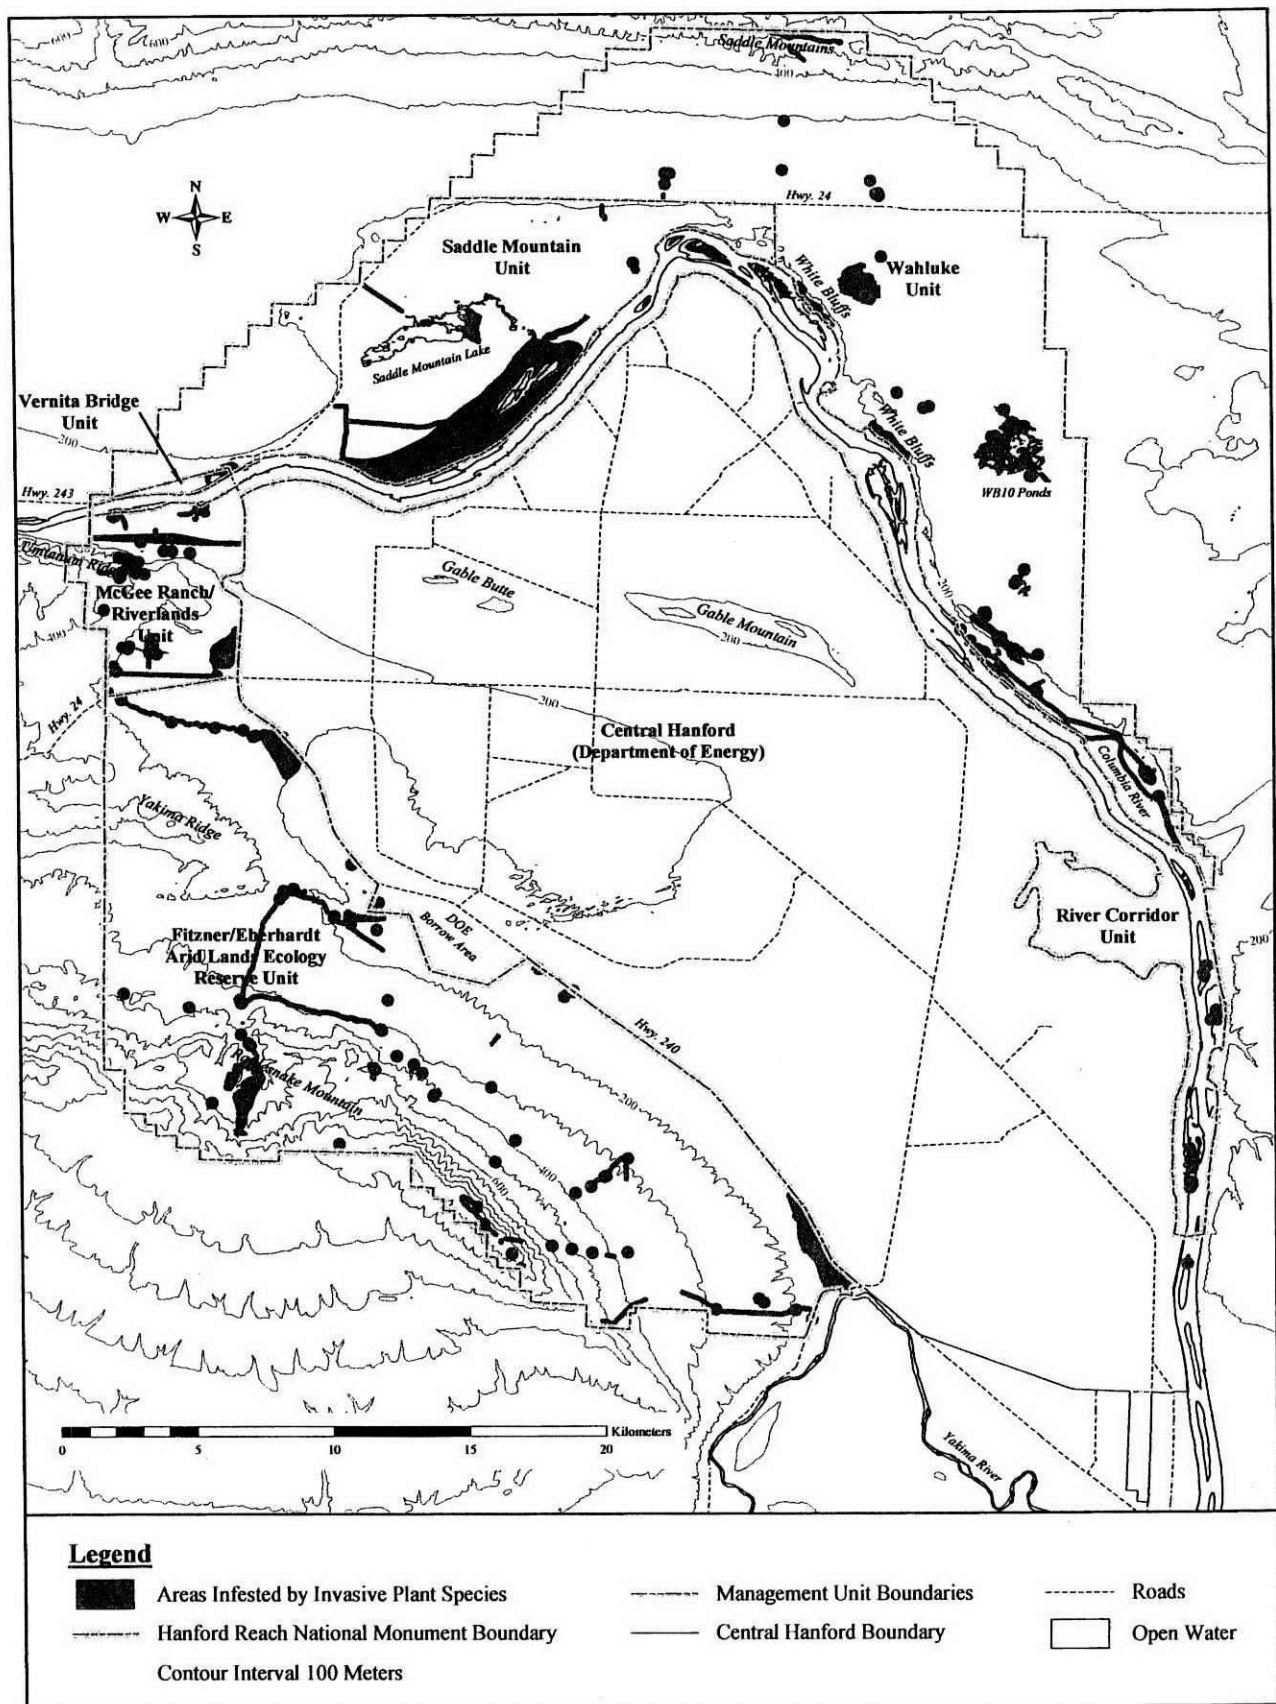 600
600
Saddle Mountains
400
N
W E
S
Hwy. 24
Saddle Mountain
Unit
White Bluffs
Wahluke
Unit
Saddle Mountain Lake
Vernita Bridge
Unit
200
White Bluffs
Hwy. 243
WB10 Ponds
Umtanum Ridge
McGee Ranch/
Riverlands
Unit
Gable Butte
Gable Mountain
200
200
400
Hwy. 24
200
Central Hanford
(Department of Energy)
Columbia River
Yakima Ridge
River Corridor
Unit
200
DOE
Borrow Area
Fitzner/Eberhardt
Arid Lands Ecology
Reserve Unit
Hwy. 240
Rattlesnake Mountain
200
400
600
Kilometers
0 5 10 15 20
Yakima River
Legend
Areas Infested by Invasive Plant Species
Management Unit Boundaries
Roads
Hanford Reach National Monument Boundary
Central Hanford Boundary
Open Water
Contour Interval 100 Meters